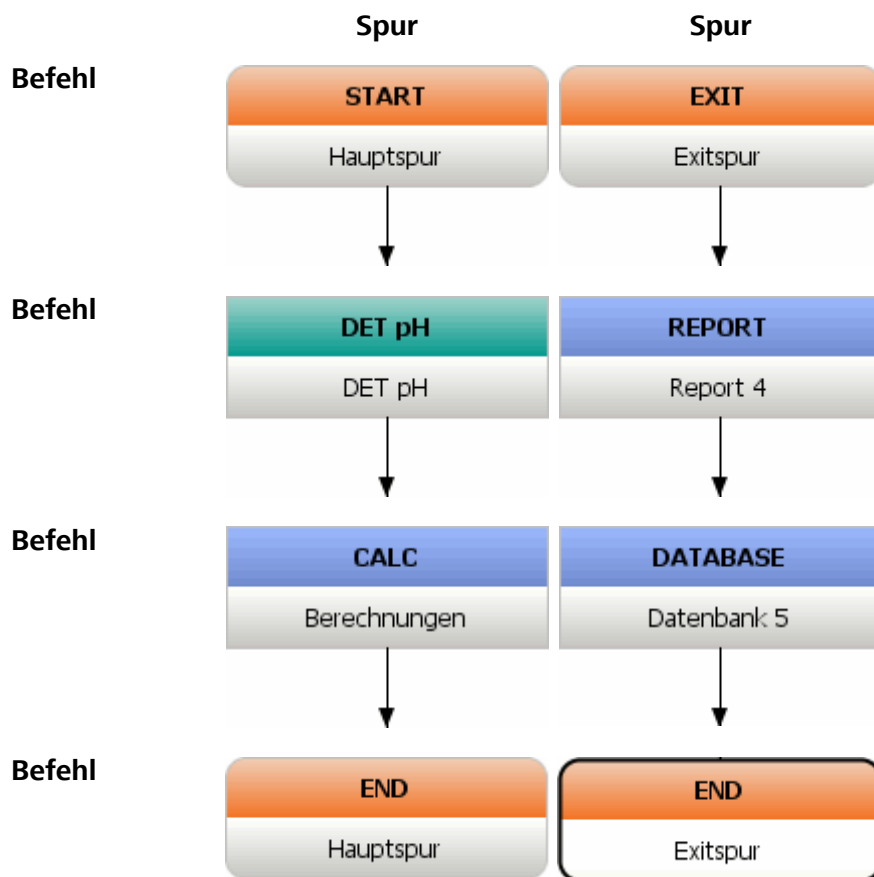 Spur Spur
Befehl
START EXIT
Hauptspur Exitspur
Befehl
DET pH REPORT
DET pH Report 4
Befehl
CALC DATABASE
Berechnungen Datenbank 5
Befehl
END END
Hauptspur Exitspur